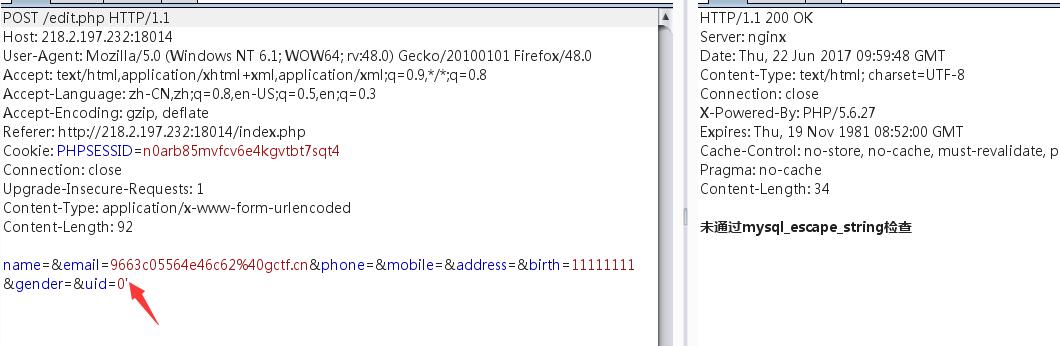 POST /edit.php HTTP/1.1
Host: 218.2.197.232:18014
User-Agent: Mozilla/5.0 (Windows NT 6.1; WOW64; rv:48.0) Gecko/20100101 Firefox/48.0
Accept: text/html,application/xhtml+xml,application/xml;q=0.9,*/*;q=0.8
Accept-Language: zh-CN,zh;q=0.8,en-US;q=0.5,en;q=0.3
Accept-Encoding: gzip, deflate
Referer: http://218.2.197.232:18014/index.php
Cookie: PHPSESSID=n0arb85mvfcv6e4kgvtbt7sqt4
Connection: close
Upgrade-Insecure-Requests: 1
Content-Type: application/x-www-form-urlencoded
Content-Length: 92
name=&email=9663c05564e46c62%40gctf.cn&phone=&mobile=&address=&birth=11111111
&gender=&uid=0'
HTTP/1.1 200 OK
Server: nginx
Date: Thu, 22 Jun 2017 09:59:48 GMT
Content-Type: text/html; charset=UTF-8
Connection: close
X-Powered-By: PHP/5.6.27
Expires: Thu, 19 Nov 1981 08:52:00 GMT
Cache-Control: no-store, no-cache, must-revalidate, p
Pragma: no-cache
Content-Length: 34
未通过mysql_escape_string检查